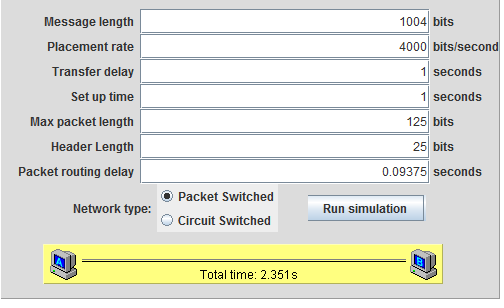 Message length 1004 bits
Placement rate 4000 bits/second
Transfer delay 1 seconds
Set up time 1 seconds
Max packet length 125 bits
Header Length 25 bits
Packet routing delay 0.09375 seconds
Network type: Packet Switched
Circuit Switched
Run simulation
A B
Total time: 2.351s